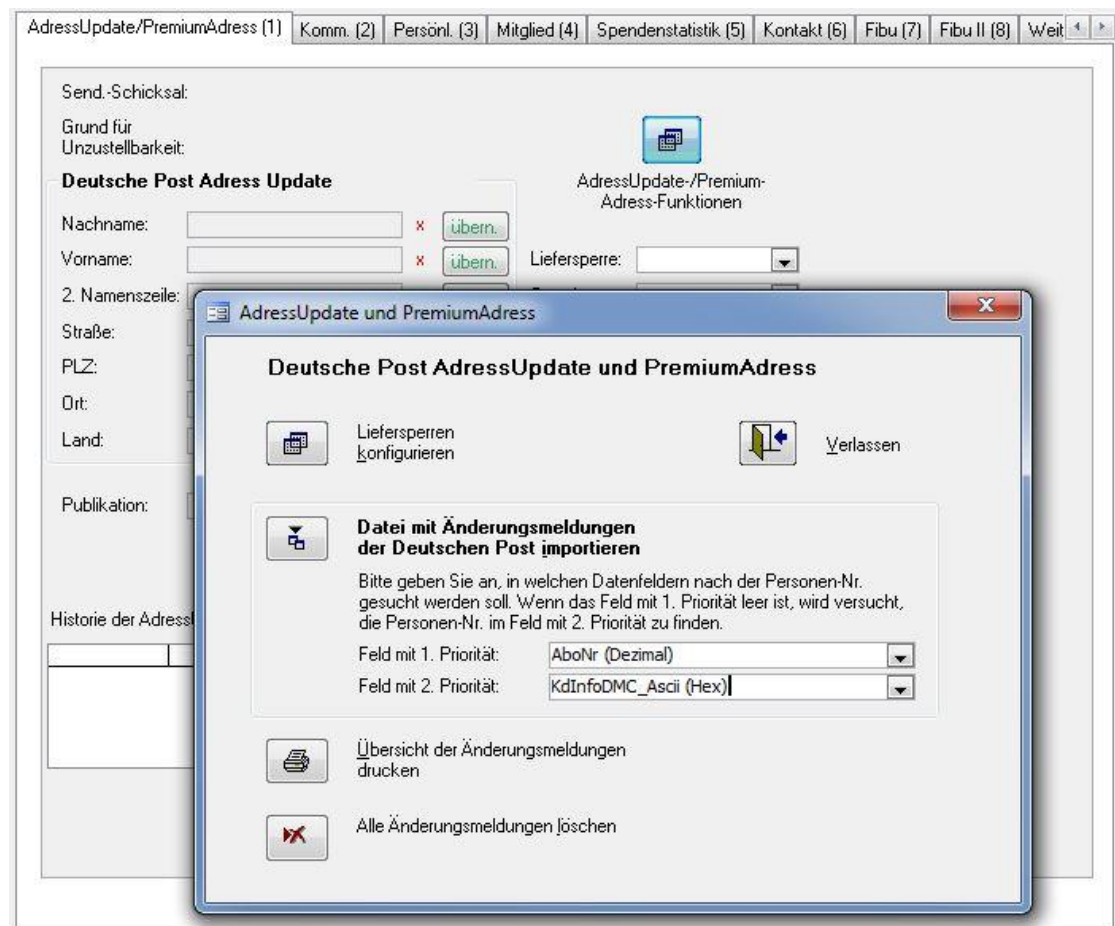 AdressUpdate/PremiumAdress (1) Komm. (2) Persönl. (3) Mitglied (4) Spendenstatistik (5) Kontakt (6) Fibu (7) Fibu II (8) Weit
Send.-Schicksal:
Grund für
Unzustellbarkeit:
Deutsche Post Adress Update
AdressUpdate-/Premium-
Adress-Funktionen
Nachname: x übern.
Vorname: x übern. Liefersperre:
2. Namenszeile:
Straße:
PLZ:
Ort:
Land:
Publikation:
Historie der Adress
AdressUpdate und PremiumAdress
Deutsche Post AdressUpdate und PremiumAdress
Liefersperren
konfigurieren
Verlassen
Datei mit Änderungsmeldungen
der Deutschen Post importieren
Bitte geben Sie an, in welchen Datenfeldern nach der Personen-Nr.
gesucht werden soll. Wenn das Feld mit 1. Priorität leer ist, wird versucht,
die Personen-Nr. im Feld mit 2. Priorität zu finden.
Feld mit 1. Priorität: AboNr (Dezimal)
Feld mit 2. Priorität: KdInfoDMC_Ascii (Hex)
Übersicht der Änderungsmeldungen
drucken
Alle Änderungsmeldungen löschen